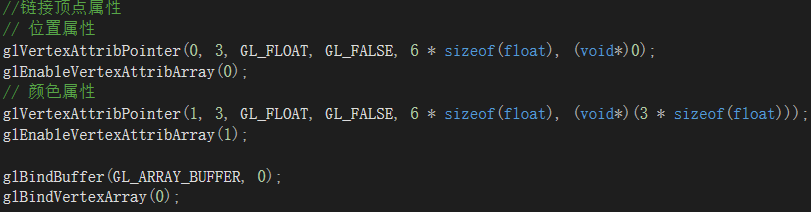 //链接顶点属性
// 位置属性
glVertexAttribPointer(0, 3, GL_FLOAT, GL_FALSE, 6 * sizeof(float), (void*)0);
glEnableVertexAttribArray(0);
// 颜色属性
glVertexAttribPointer(1, 3, GL_FLOAT, GL_FALSE, 6 * sizeof(float), (void*)(3 * sizeof(float)));
glEnableVertexAttribArray(1);
glBindBuffer(GL_ARRAY_BUFFER, 0);
glBindVertexArray(0);